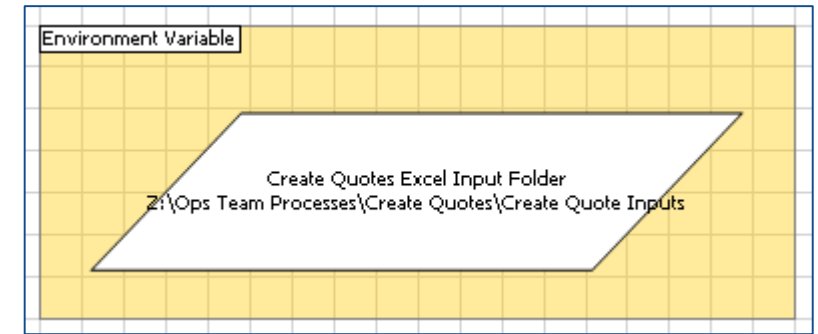 Environment Variable
Create Quotes Excel Input Folder
Z:\Ops Team Processes\Create Quotes\Create Quote Inputs